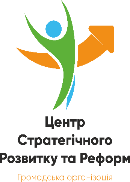 Центр
Стратегічного
Розвитку та Реформ
Громадська організація